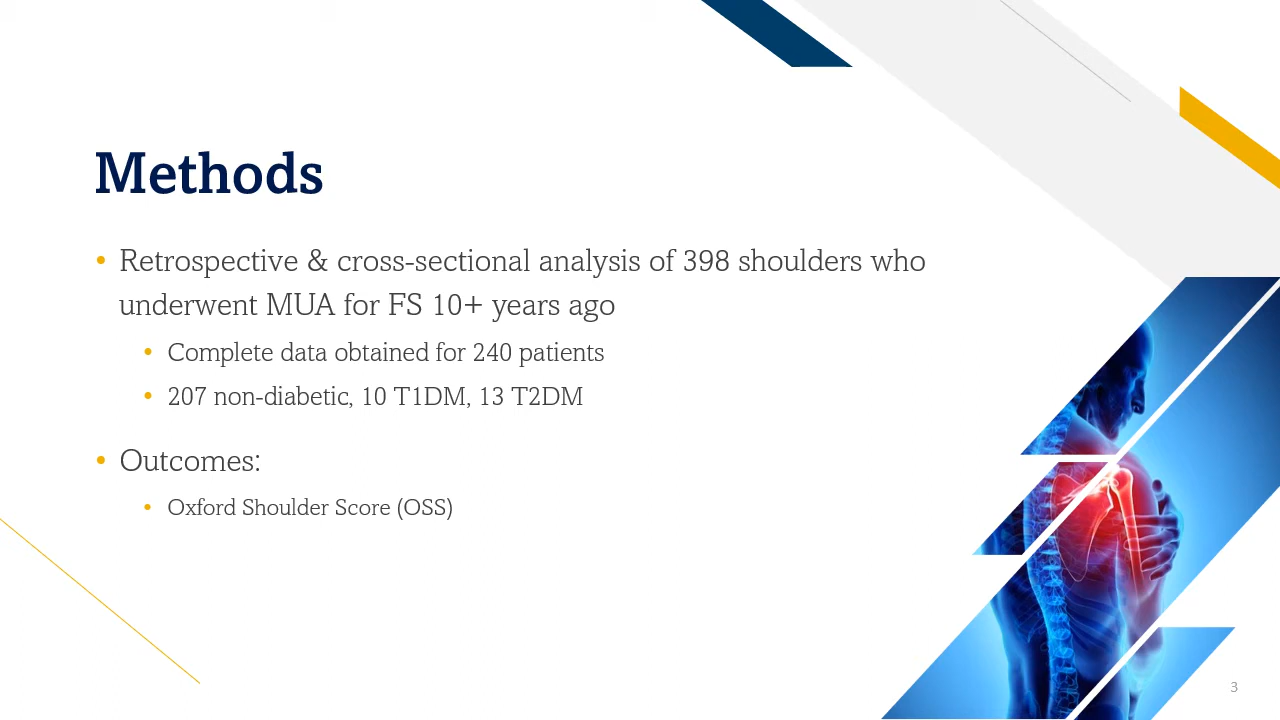 Methods
• Retrospective & cross-sectional analysis of 398 shoulders who
underwent MUA for FS 10+ years ago
• Complete data obtained for 240 patients
• 207 non-diabetic, 10 T1DM, 13 T2DM
• Outcomes:
• Oxford Shoulder Score (OSS)
3